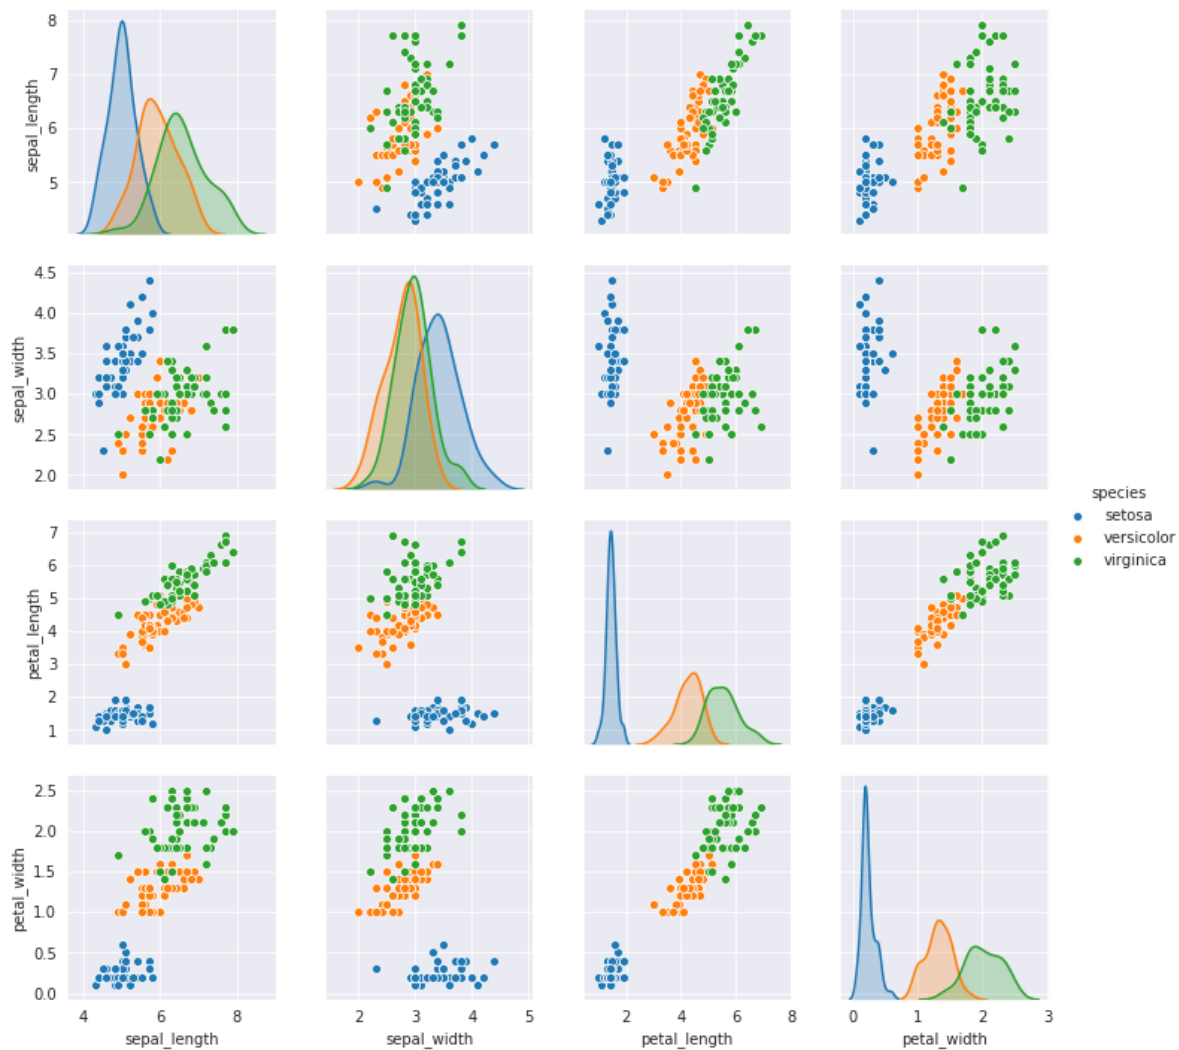 8
7
6
5
sepal_length
4.5
4.0
3.5
3.0
2.5
2.0
sepal_width
species
setosa
versicolor
virginica
7
6
5
4
3
2
1
petal_length
2.5
2.0
1.5
1.0
0.5
0.0
petal_width
4 6 8
sepal_length
2 3 4 5
sepal_width
2 4 6 8
petal_length
0 1 2 3
petal_width